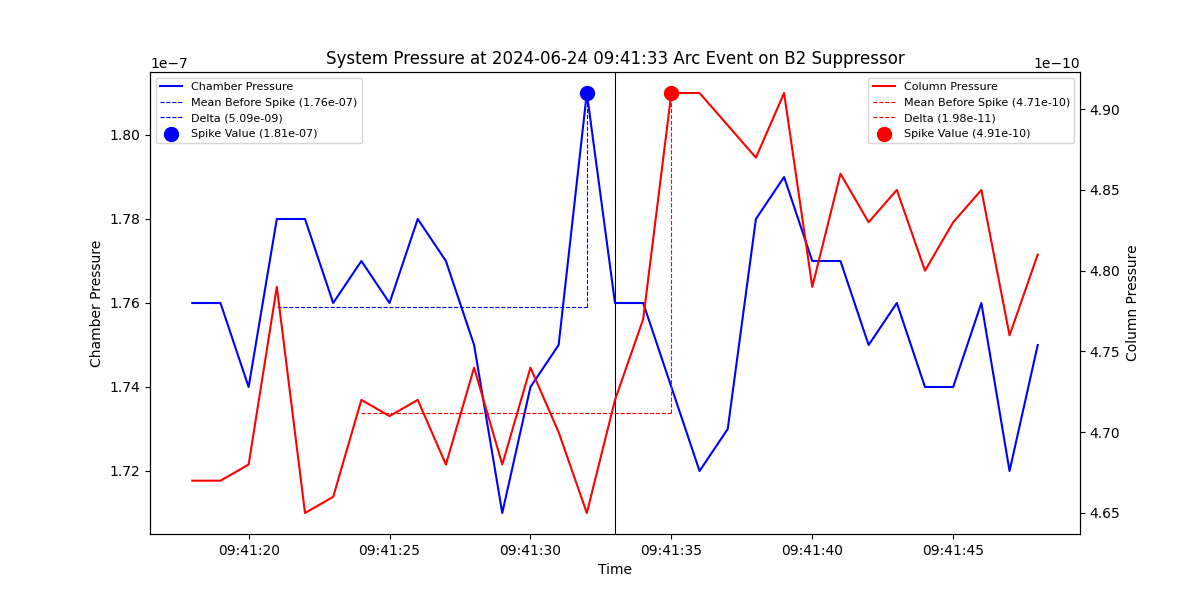 System Pressure at 2024-06-24 09:41:33 Arc Event on B2 Suppressor
1e−7
1e−10
Chamber Pressure
Mean Before Spike (1.76e-07)
Delta (5.09e-09)
Spike Value (1.81e-07)
Column Pressure
Mean Before Spike (4.71e-10)
Delta (1.98e-11)
Spike Value (4.91e-10)
1.80
1.78
1.76
1.74
1.72
Chamber Pressure
4.90
4.85
4.80
4.75
4.70
4.65
Column Pressure
09:41:20
09:41:25
09:41:30
09:41:35
09:41:40
09:41:45
Time